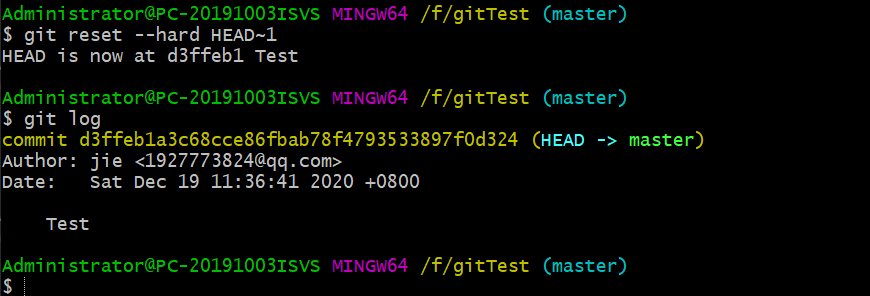 Administrator@PC-20191003ISVS MINGW64 /f/gitTest (master)
$ git reset --hard HEAD~1
HEAD is now at d3ffeb1 Test
Administrator@PC-20191003ISVS MINGW64 /f/gitTest (master)
$ git log
commit d3ffeb1a3c68cce86fbab78f4793533897f0d324 (HEAD -> master)
Author: jie <1927773824@qq.com>
Date:   Sat Dec 19 11:36:41 2020 +0800
    Test
Administrator@PC-20191003ISVS MINGW64 /f/gitTest (master)
$